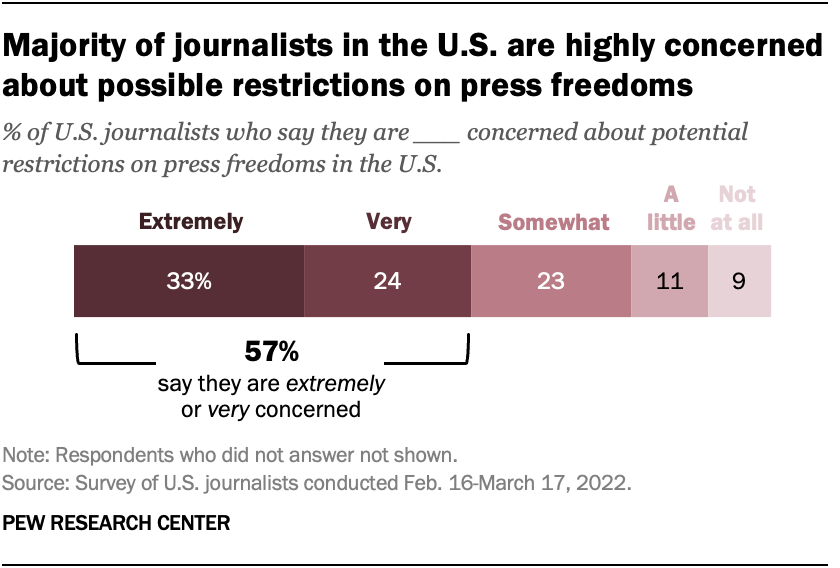 Majority of journalists in the U.S. are highly concerned
about possible restrictions on press freedoms
% of U.S. journalists who say they are ___ concerned about potential
restrictions on press freedoms in the U.S.
Extremely Very Somewhat A little Not at all
33% 24 23 11 9
57%
say they are extremely
or very concerned
Note: Respondents who did not answer not shown.
Source: Survey of U.S. journalists conducted Feb. 16-March 17, 2022.
PEW RESEARCH CENTER